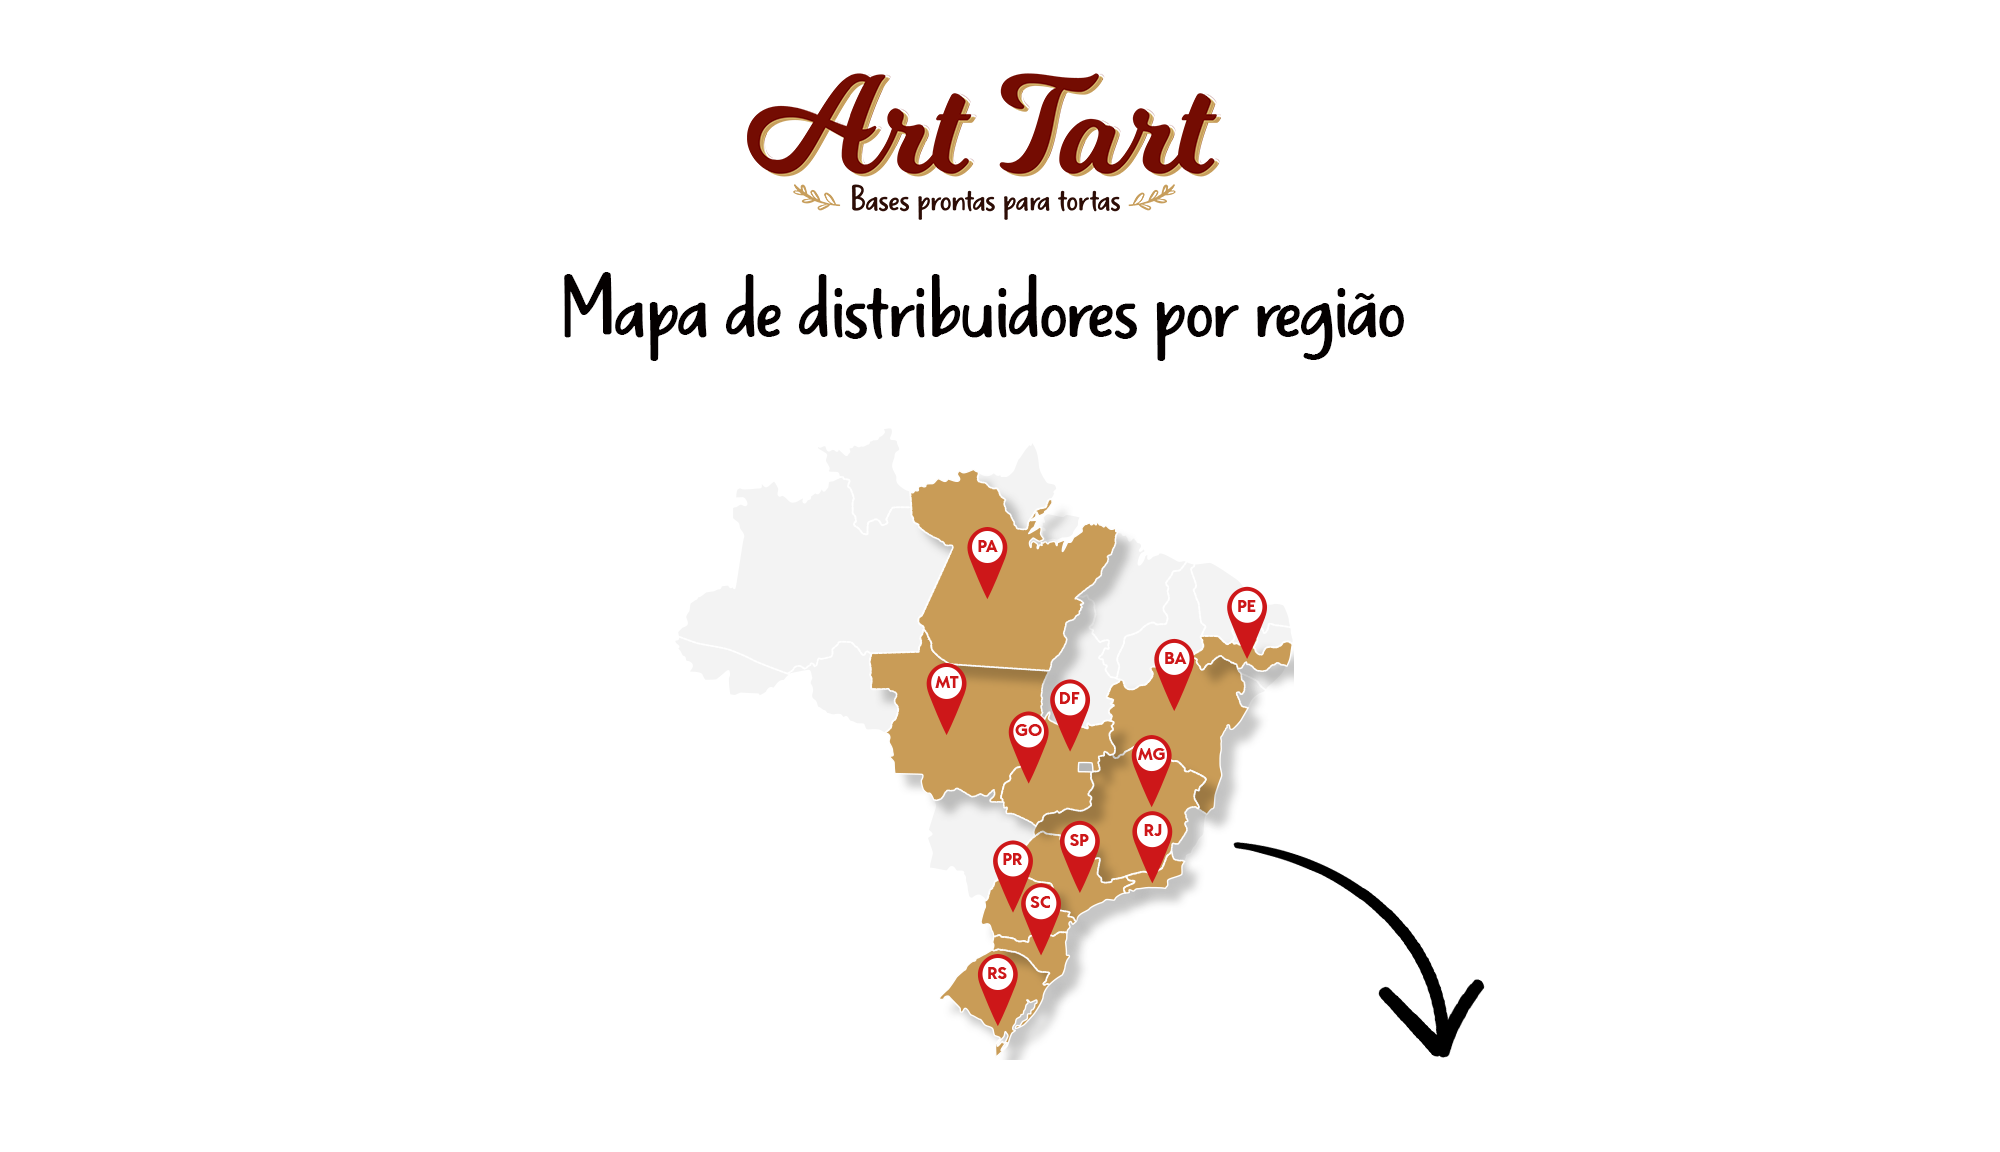 Art Tart
Bases prontas para tortas
Mapa de distribuidores por região
PA
PE
BA
MT
DF
GO
MG
RJ
SP
PR
SC
RS